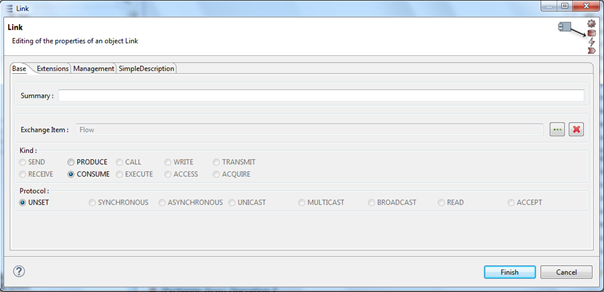 Link
Link
Editing of the properties of an object Link
Base Extensions Management SimpleDescription
Summary :
Exchange Item : Flow ...
Kind :
SEND PRODUCE CALL WRITE TRANSMIT
RECEIVE CONSUME EXECUTE ACCESS ACQUIRE
Protocol :
UNSET SYNCHRONOUS ASYNCHRONOUS UNICAST MULTICAST BROADCAST READ ACCEPT
? Finish Cancel